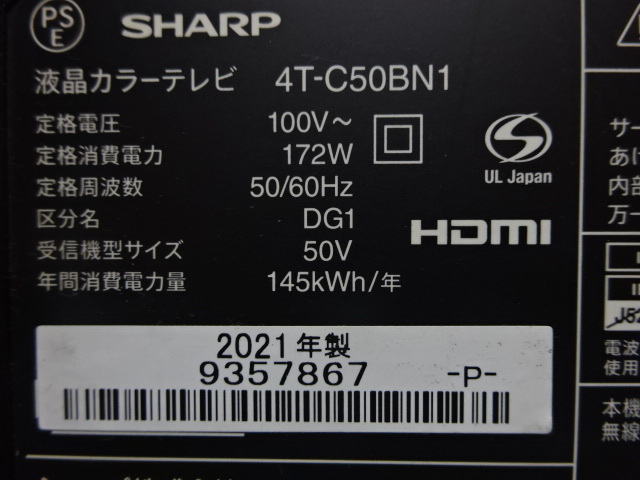 PS
E
SHARP
液晶カラーテレビ 4T-C50BN1
定格電圧 100V～
定格消費電力 172W
定格周波数 50/60Hz
区分名 DG1
受信機型サイズ 50V
年間消費電力量 145kWh/年
UL Japan
HDMI
2021年製
9357867 -P-
サー
あけ
内部
万一
電波
使用
本機
無線